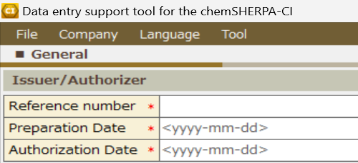 CI Data entry support tool for the chemSHERPA-CI
File Company Language Tool
■ General
Issuer/Authorizer
Reference number *
Preparation Date * <yyyy-mm-dd>
Authorization Date * <yyyy-mm-dd>